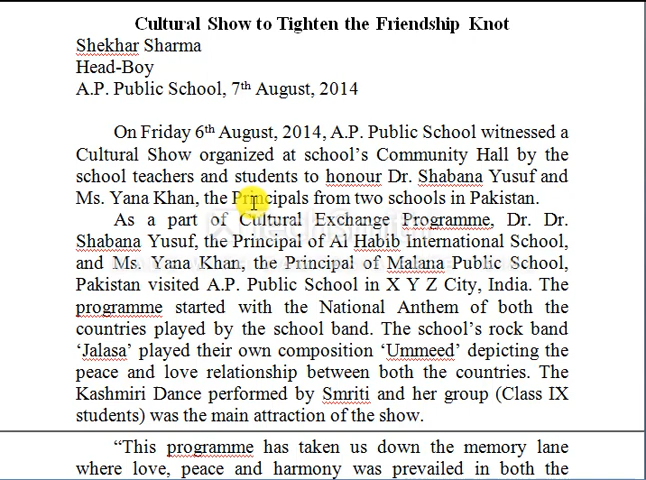 Cultural Show to Tighten the Friendship Knot
Shekhar Sharma
Head-Boy
A.P. Public School, 7th August, 2014
On Friday 6th August, 2014, A.P. Public School witnessed a
Cultural Show organized at school's Community Hall by the
school teachers and students to honour Dr. Shabana Yusuf and
Ms. Yana Khan, the Principals from two schools in Pakistan.
As a part of Cultural Exchange Programme, Dr. Dr.
Shabana Yusuf, the Principal of Al Habib International School,
and Ms. Yana Khan, the Principal of Malana Public School,
Pakistan visited A.P. Public School in X Y Z City, India. The
programme started with the National Anthem of both the
countries played by the school band. The school's rock band
‘Jalasa’ played their own composition ‘Ummeed’ depicting the
peace and love relationship between both the countries. The
Kashmiri Dance performed by Smriti and her group (Class IX
students) was the main attraction of the show.
“This programme has taken us down the memory lane
where love, peace and harmony was prevailed in both the